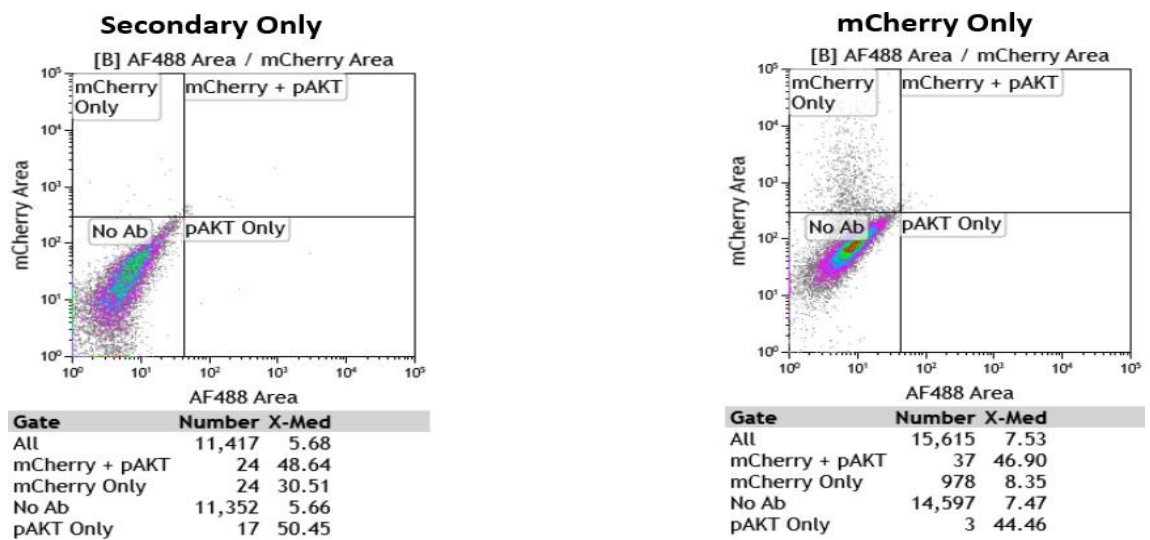 Secondary Only
[B] AF488 Area / mCherry Area
mCherry Area
10⁵
10⁴
10³
10²
10¹
10⁰
mCherry
Only
mCherry + pAKT
No Ab
pAKT Only
10⁰ 10¹ 10² 10³ 10⁴ 10⁵
AF488 Area
Gate Number X-Med
All 11,417 5.68
mCherry + pAKT 24 48.64
mCherry Only 24 30.51
No Ab 11,352 5.66
pAKT Only 17 50.45
mCherry Only
[B] AF488 Area / mCherry Area
mCherry Area
10⁵
10⁴
10³
10²
10¹
10⁰
mCherry
Only
mCherry + pAKT
No Ab
pAKT Only
10⁰ 10¹ 10² 10³ 10⁴ 10⁵
AF488 Area
Gate Number X-Med
All 15,615 7.53
mCherry + pAKT 37 46.90
mCherry Only 978 8.35
No Ab 14,597 7.47
pAKT Only 3 44.46